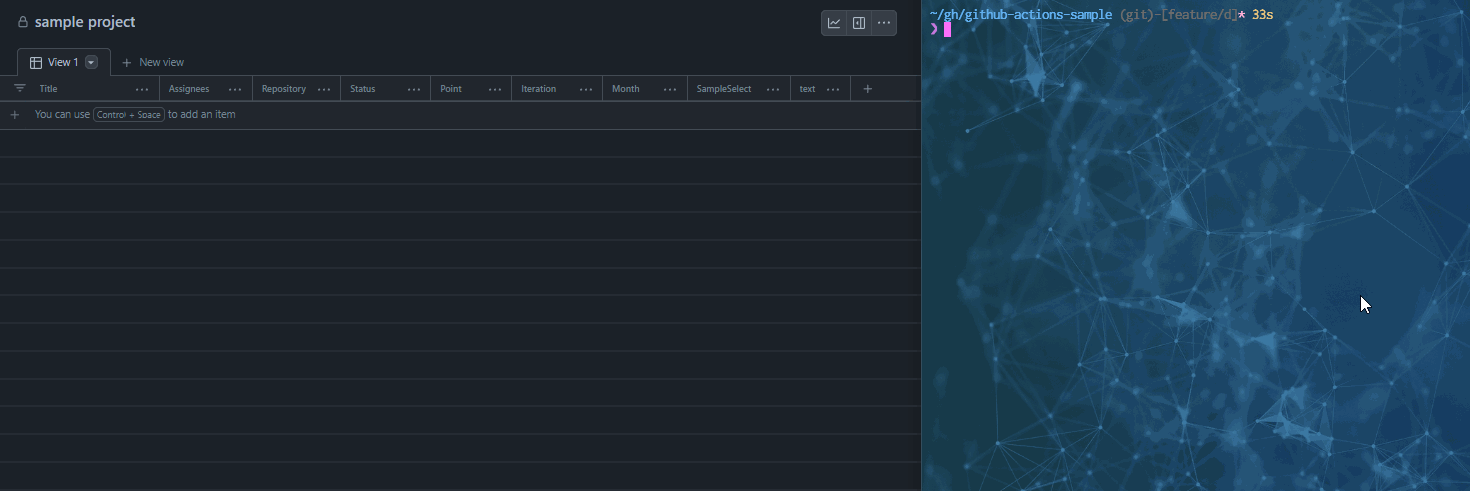 sample project
View 1 New view
Title Assignees Repository Status Point Iteration Month SampleSelect text
You can use Control + Space to add an item
~/gh/github-actions-sample (git)-[feature/d]* 33s
❯